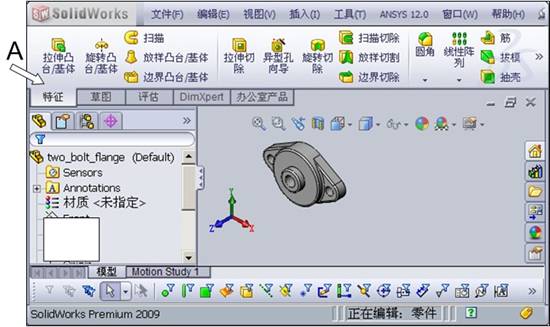 SolidWorks 文件(F) 编辑(E) 视图(V) 插入(I) 工具(T) ANSYS 12.0 窗口(W) 帮助(H)
A
拉伸凸台/基体 旋转凸台/基体 扫描 放样凸台/基体 边界凸台/基体 拉伸切除 异型孔向导 旋转切除 扫描切除 放样切割 边界切除 圆角 线性阵列 筋 拔模 抽壳
特征 草图 评估 DimXpert 办公室产品
two_bolt_flange (Default)
Sensors
Annotations
材质 <未指定>
Y
Z X
模型 Motion Study 1
SolidWorks Premium 2009 正在编辑: 零件